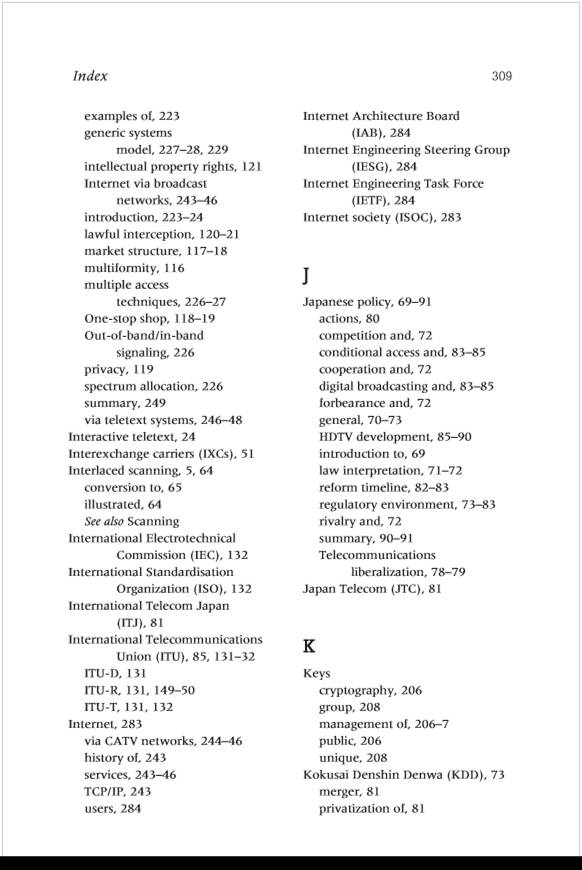 Index 309
examples of, 223
generic systems
model, 227–28, 229
intellectual property rights, 121
Internet via broadcast
networks, 243–46
introduction, 223–24
lawful interception, 120–21
market structure, 117–18
multiformity, 116
multiple access
techniques, 226–27
One-stop shop, 118–19
Out-of-band/in-band
signaling, 226
privacy, 119
spectrum allocation, 226
summary, 249
via teletext systems, 246–48
Interactive teletext, 24
Interexchange carriers (IXCs), 51
Interlaced scanning, 5, 64
conversion to, 65
illustrated, 64
See also Scanning
International Electrotechnical
Commission (IEC), 132
International Standardisation
Organization (ISO), 132
International Telecom Japan
(ITJ), 81
International Telecommunications
Union (ITU), 85, 131–32
ITU-D, 131
ITU-R, 131, 149–50
ITU-T, 131, 132
Internet, 283
via CATV networks, 244–46
history of, 243
services, 243–46
TCP/IP, 243
users, 284
Internet Architecture Board
(IAB), 284
Internet Engineering Steering Group
(IESG), 284
Internet Engineering Task Force
(IETF), 284
Internet society (ISOC), 283
J
Japanese policy, 69–91
actions, 80
competition and, 72
conditional access and, 83–85
cooperation and, 72
digital broadcasting and, 83–85
forbearance and, 72
general, 70–73
HDTV development, 85–90
introduction to, 69
law interpretation, 71–72
reform timeline, 82–83
regulatory environment, 73–83
rivalry and, 72
summary, 90–91
Telecommunications
liberalization, 78–79
Japan Telecom (JTC), 81
K
Keys
cryptography, 206
group, 208
management of, 206–7
public, 206
unique, 208
Kokusai Denshin Denwa (KDD), 73
merger, 81
privatization of, 81